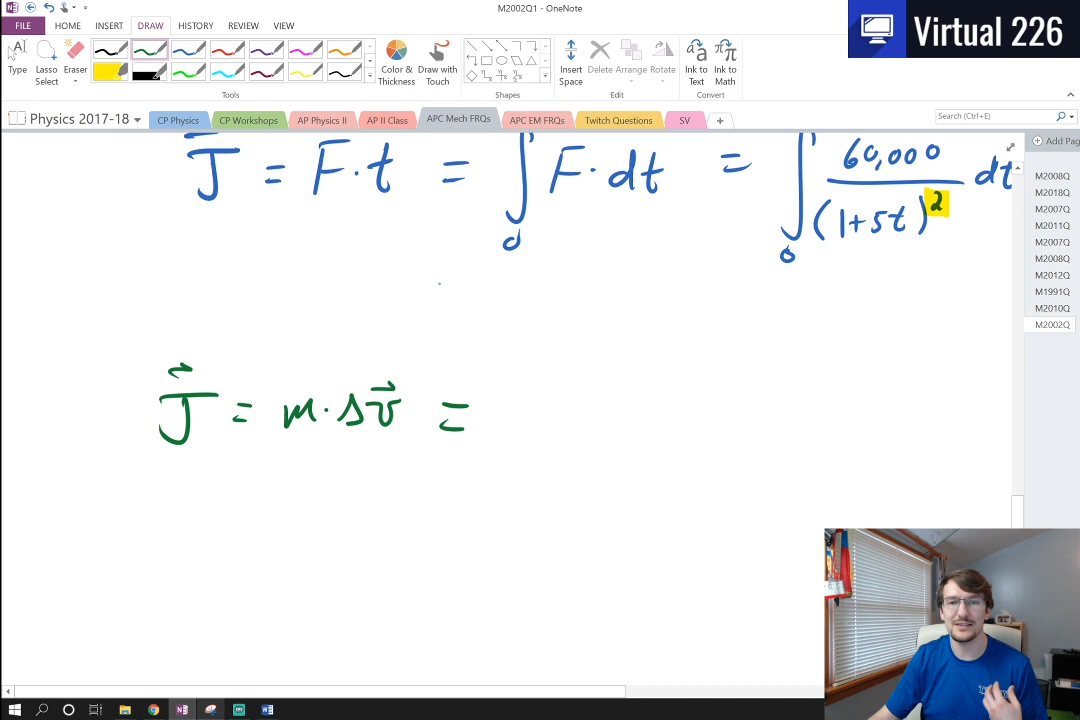 M2002Q1 - OneNote
Virtual 226
FILE HOME INSERT DRAW HISTORY REVIEW VIEW
Type Lasso Select Eraser Color & Thickness Draw with Touch Insert Space Delete Arrange Rotate Ink to Text Ink to Math
Tools Shapes Edit Convert
Physics 2017-18 CP Physics CP Workshops AP Physics II AP II Class APC Mech FRQs APC EM FRQs Twitch Questions SV + Search (Ctrl+E)
Add Pag
M2008Q
M2018Q
M2007Q
M2011Q
M2007Q
M2008Q
M2012Q
M1991Q
M2010Q
M2002Q
J = F·t = ∫₀¹ F·dt = ∫₀¹ 60,000/(1+5t)² dt
J⃗ = m·Δv⃗ =